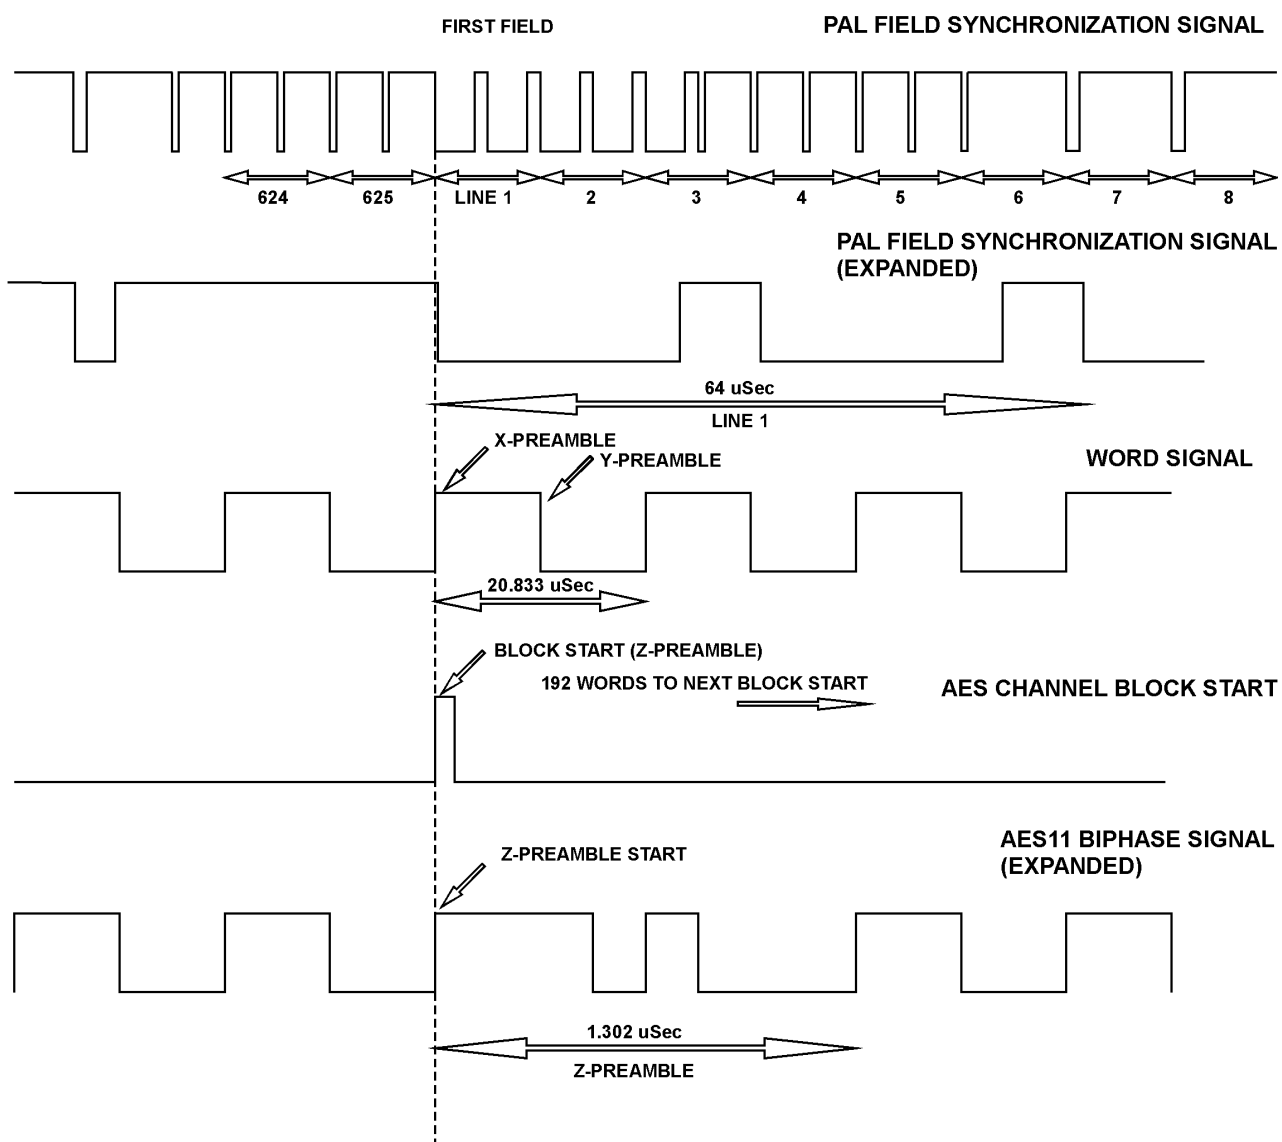 FIRST FIELD
PAL FIELD SYNCHRONIZATION SIGNAL
624 625 LINE 1 2 3 4 5 6 7 8
PAL FIELD SYNCHRONIZATION SIGNAL
(EXPANDED)
64 uSec
LINE 1
X-PREAMBLE
Y-PREAMBLE
WORD SIGNAL
20.833 uSec
BLOCK START (Z-PREAMBLE)
192 WORDS TO NEXT BLOCK START
AES CHANNEL BLOCK START
AES11 BIPHASE SIGNAL
(EXPANDED)
Z-PREAMBLE START
1.302 uSec
Z-PREAMBLE